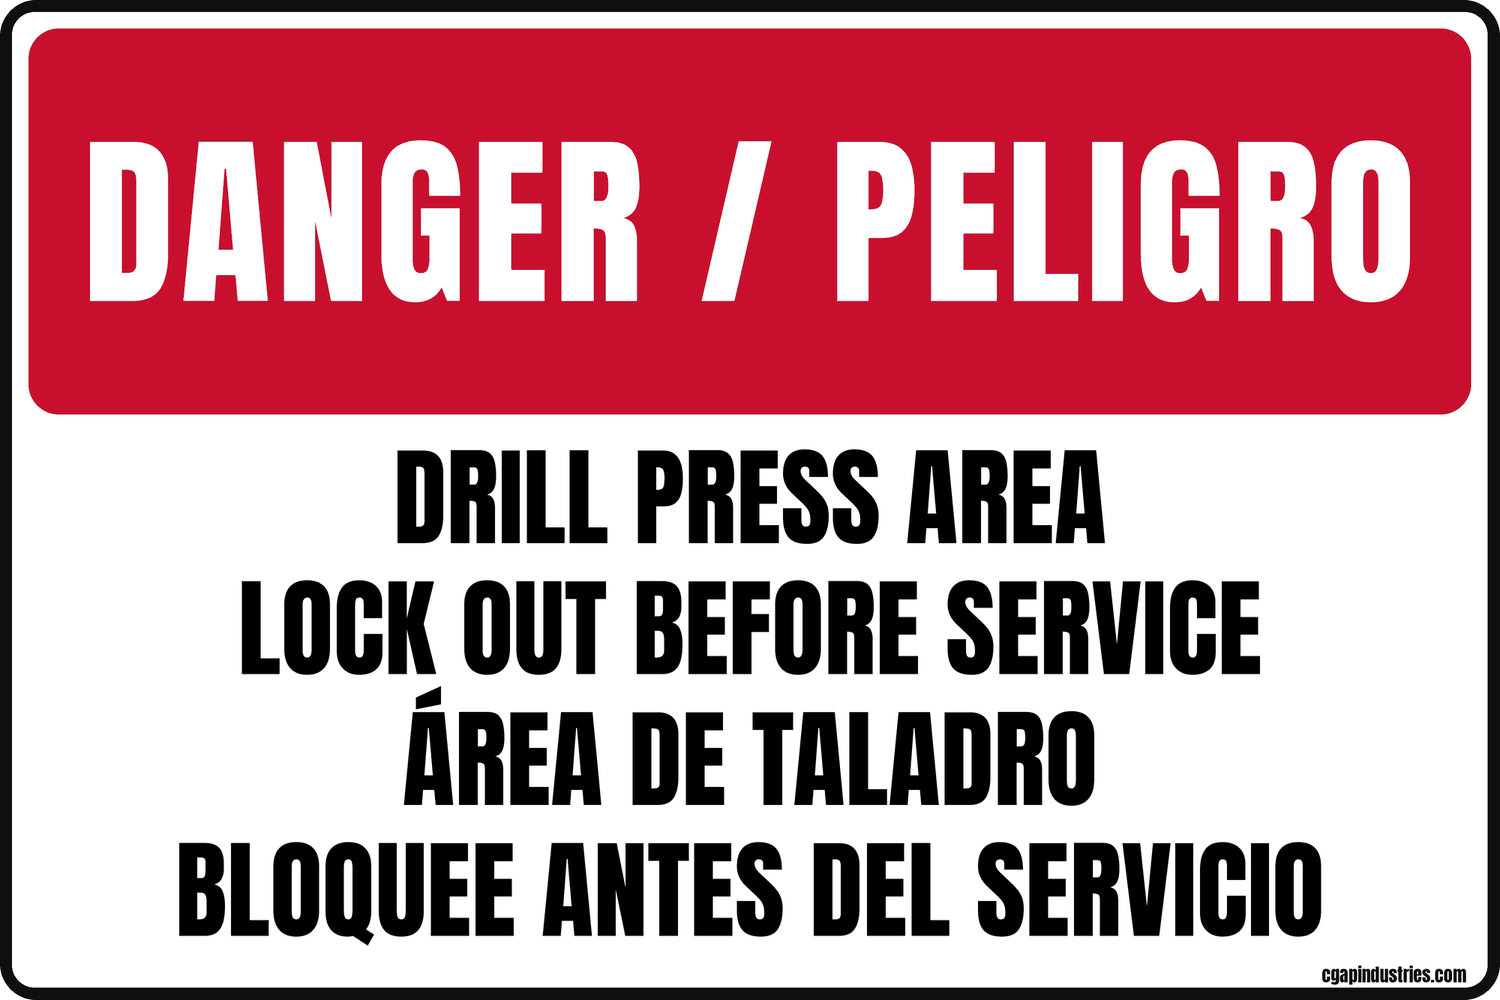 DANGER / PELIGRO
DRILL PRESS AREA
LOCK OUT BEFORE SERVICE
ÁREA DE TALADRO
BLOQUEE ANTES DEL SERVICIO
cgapindustries.com